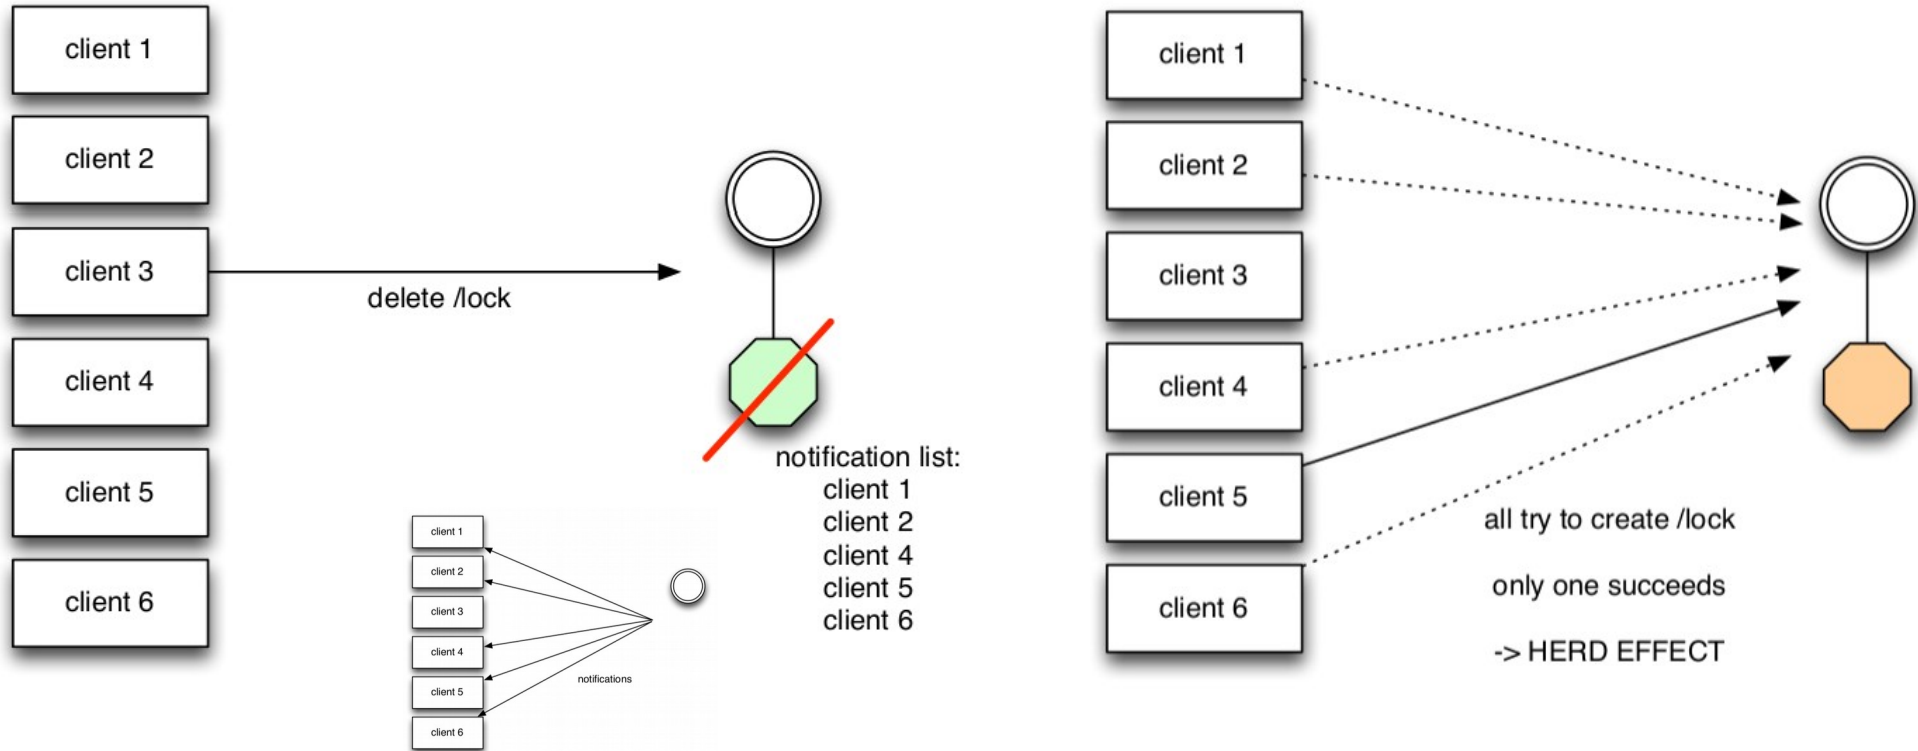 client 1
client 2
client 3
client 4
client 5
client 6
delete /lock
notification list:
client 1
client 2
client 4
client 5
client 6
client 1
client 2
client 3
client 4
client 5
client 6
notifications
client 1
client 2
client 3
client 4
client 5
client 6
all try to create /lock
only one succeeds
-> HERD EFFECT